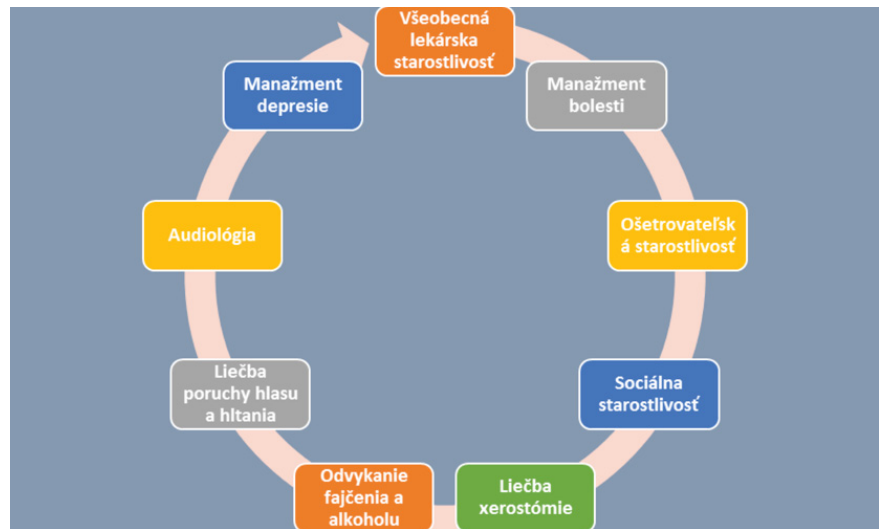 Všeobecná
lekárska
starostlivosť
Manažment
bolesti
Ošetrovateľsk
á starostlivosť
Sociálna
starostlivosť
Liečba
xerostómie
Odvykanie
fajčenia a
alkoholu
Liečba
poruchy hlasu
a hltania
Audiológia
Manažment
depresie